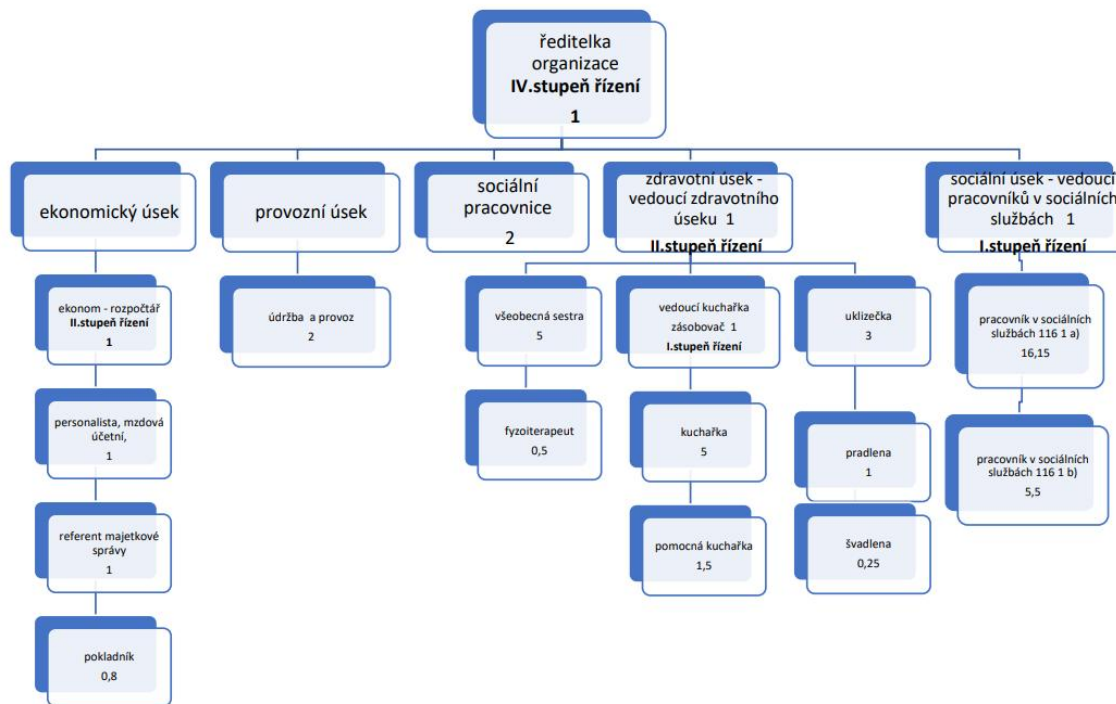 ředitelka
organizace
IV.stupeň řízení
1
ekonomický úsek
provozní úsek
sociální
pracovnice
2
zdravotní úsek -
vedoucí zdravotního
úseku 1
II.stupeň řízení
sociální úsek - vedoucí
pracovníků v sociálních
službách 1
I.stupeň řízení
ekonom - rozpočtář
II.stupeň řízení
1
údržba a provoz
2
všeobecná sestra
5
vedoucí kuchařka
zásobovač 1
I.stupeň řízení
uklizečka
3
pracovník v sociálních
službách 116 1 a)
16,15
personalista, mzdová
účetní,
1
fyzoiterapeut
0,5
kuchařka
5
pradlena
1
pracovník v sociálních
službách 116 1 b)
5,5
referent majetkové
správy
1
pomocná kuchařka
1,5
švadlena
0,25
pokladník
0,8